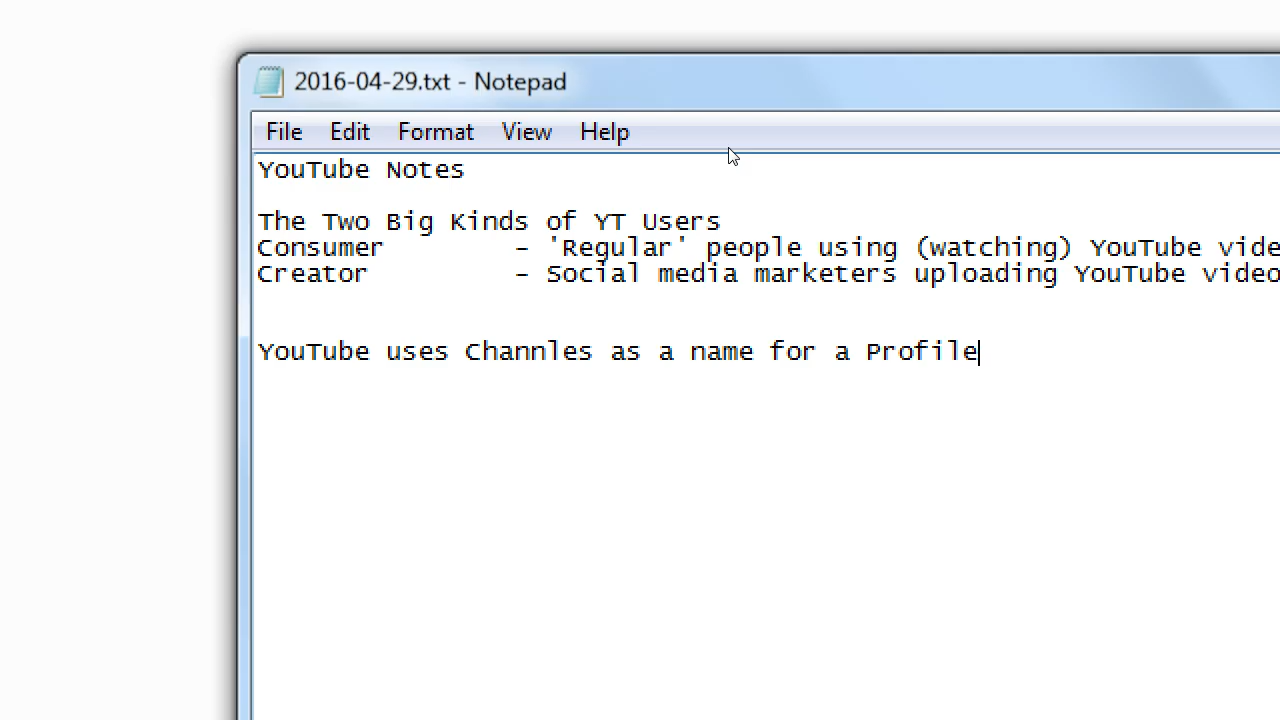 2016-04-29.txt - Notepad
File Edit Format View Help
YouTube Notes
The Two Big Kinds of YT Users
Consumer - 'Regular' people using (watching) YouTube vide
Creator - Social media marketers uploading YouTube video
YouTube uses Channles as a name for a Profile